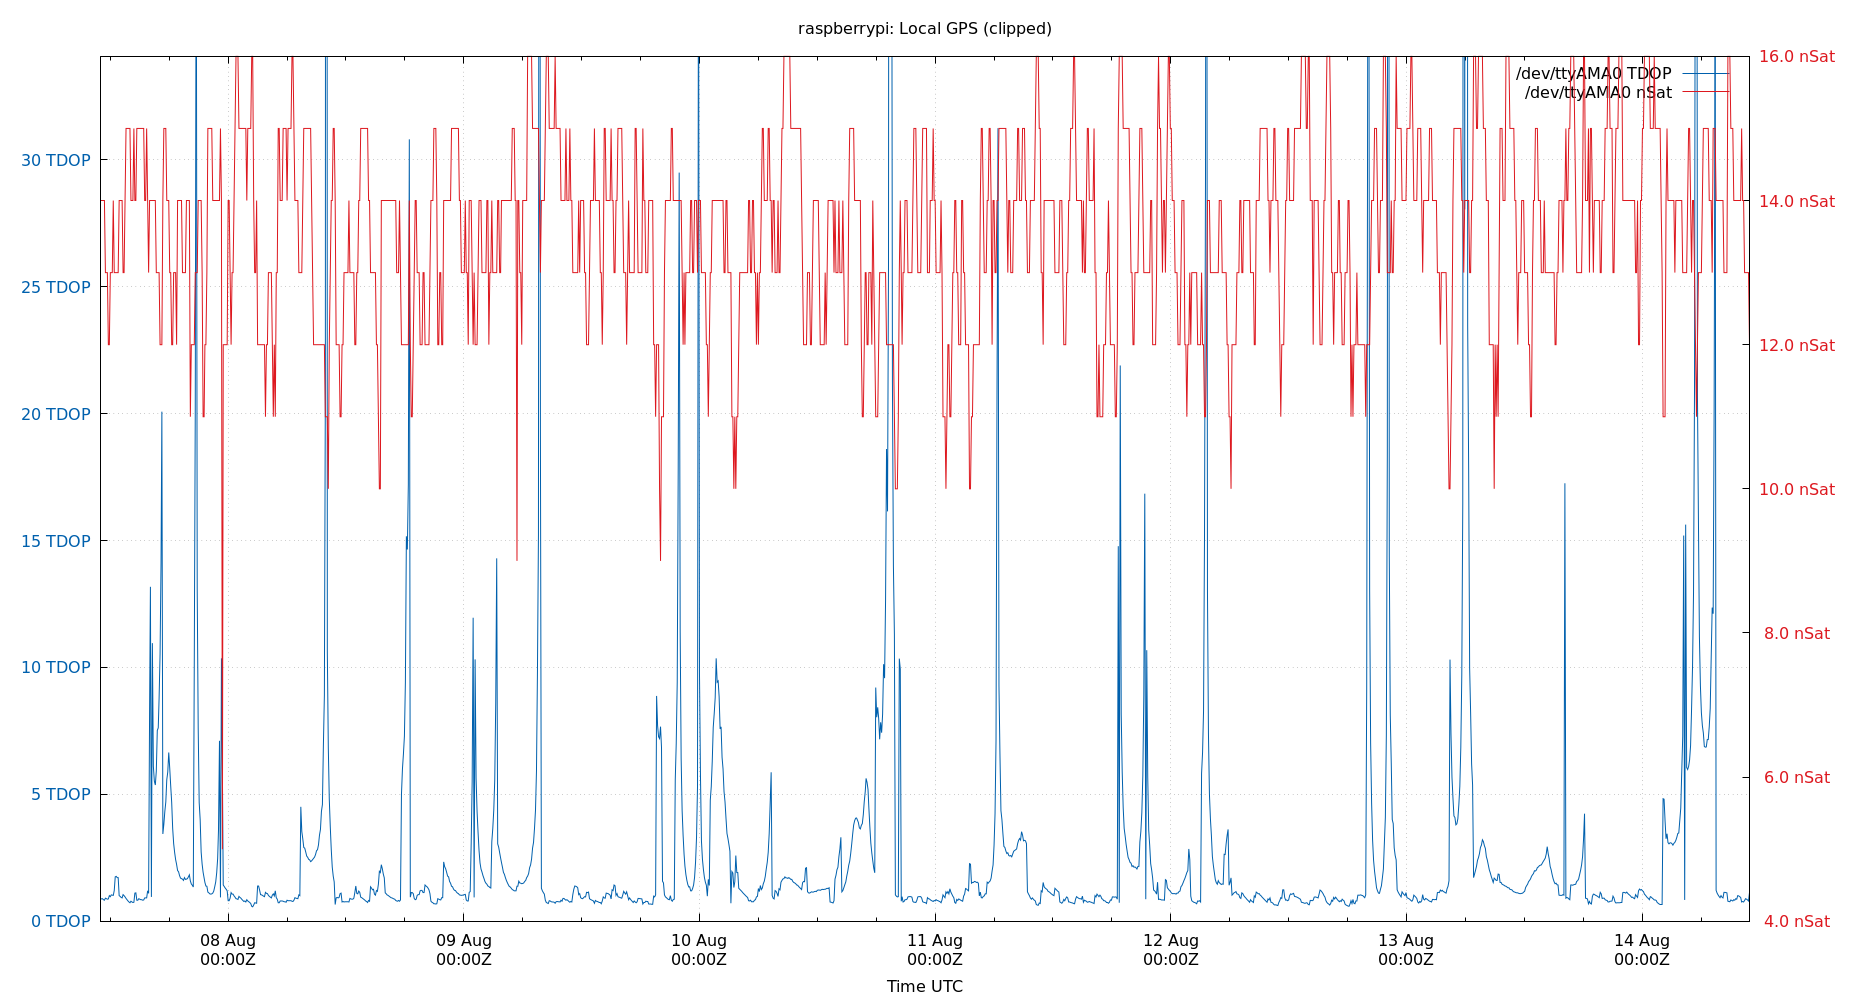 raspberrypi: Local GPS (clipped)
16.0 nSat
/dev/ttyAMA0 TDOP
/dev/ttyAMA0 nSat
30 TDOP
14.0 nSat
25 TDOP
12.0 nSat
20 TDOP
10.0 nSat
15 TDOP
8.0 nSat
10 TDOP
6.0 nSat
5 TDOP
0 TDOP
4.0 nSat
08 Aug
00:00Z
09 Aug
00:00Z
10 Aug
00:00Z
11 Aug
00:00Z
12 Aug
00:00Z
13 Aug
00:00Z
14 Aug
00:00Z
Time UTC